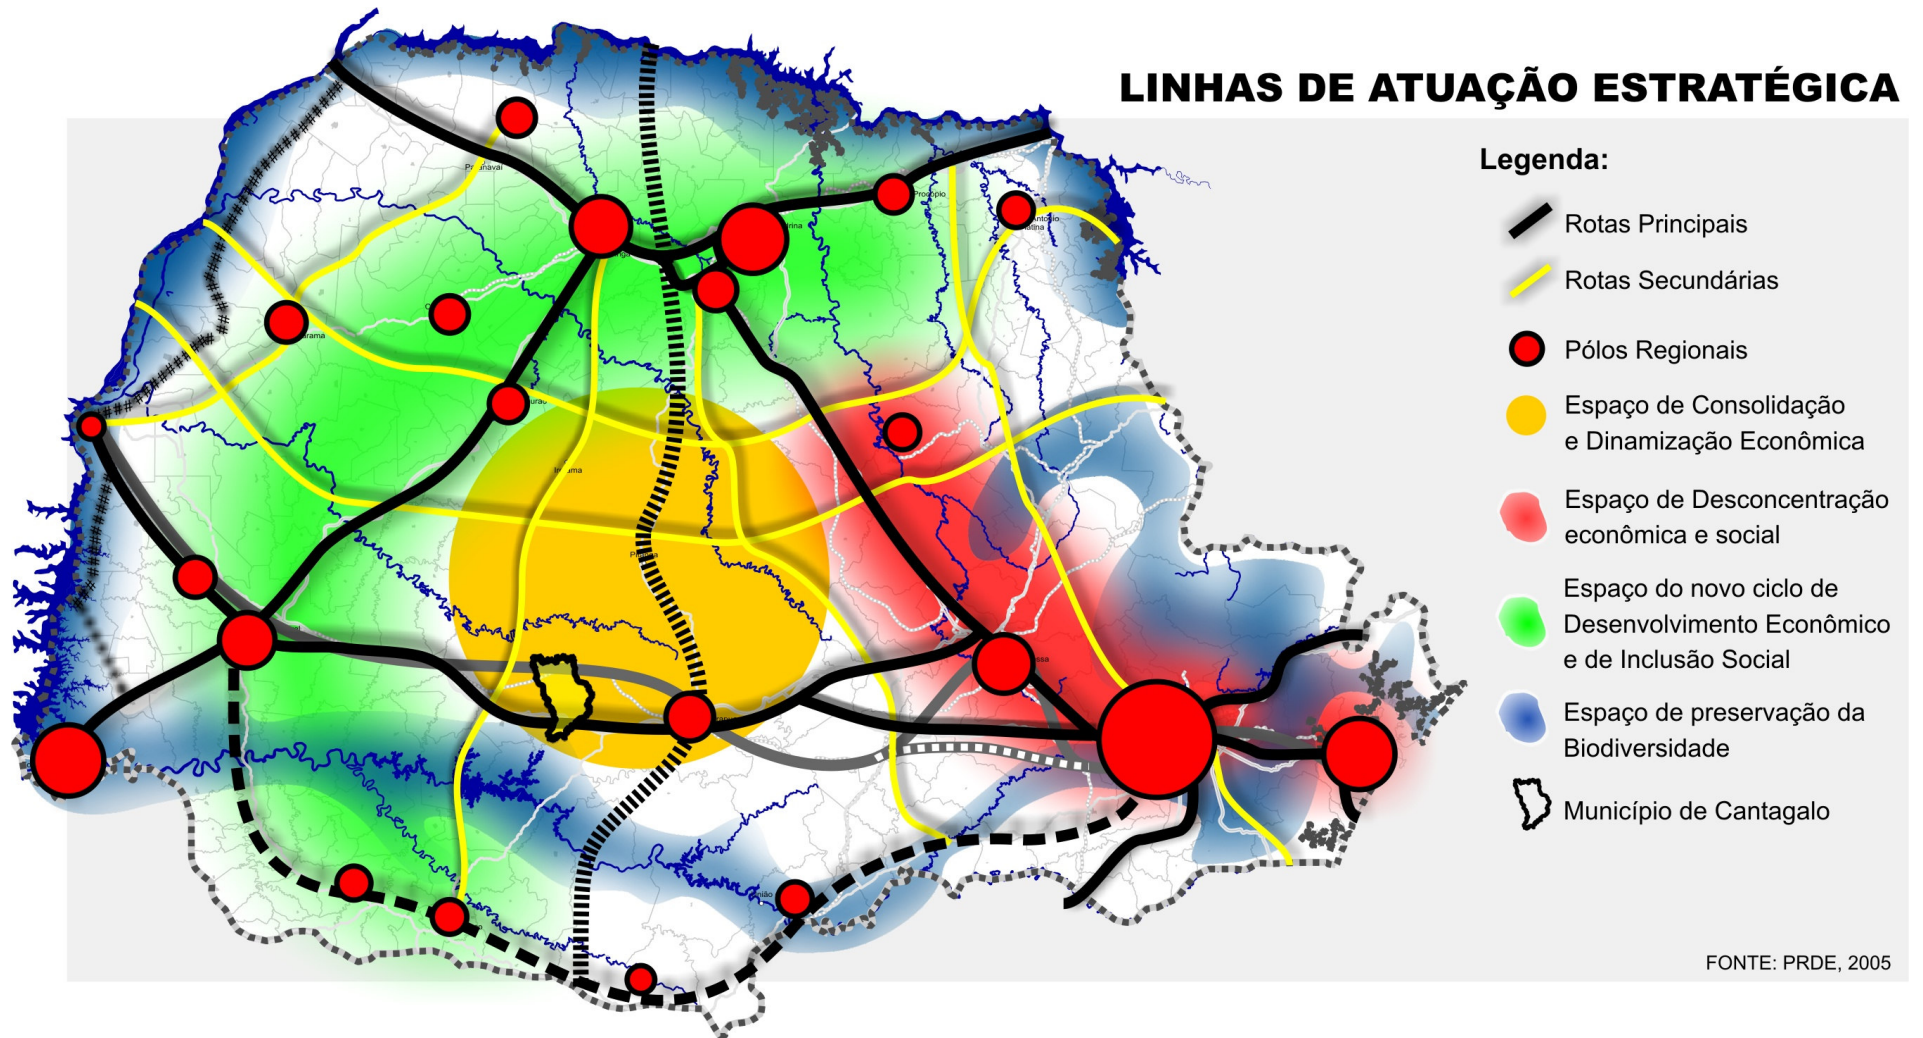 LINHAS DE ATUAÇÃO ESTRATÉGICA
Legenda:
Rotas Principais
Rotas Secundárias
Pólos Regionais
Espaço de Consolidação
e Dinamização Econômica
Espaço de Desconcentração
econômica e social
Espaço do novo ciclo de
Desenvolvimento Econômico
e de Inclusão Social
Espaço de preservação da
Biodiversidade
Município de Cantagalo
FONTE: PRDE, 2005